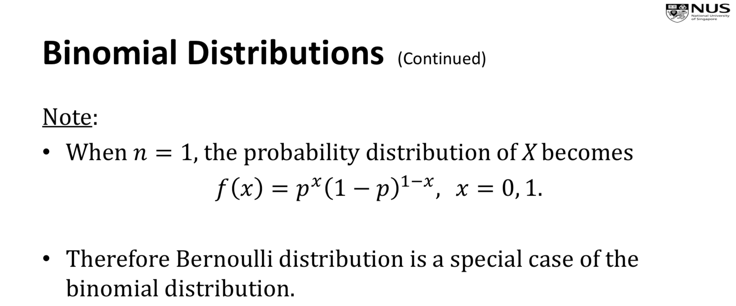 NUS
National University
of Singapore
Binomial Distributions (Continued)
Note:
• When n = 1, the probability distribution of X becomes
f(x) = pˣ(1 − p)¹⁻ˣ, x = 0, 1.
• Therefore Bernoulli distribution is a special case of the
binomial distribution.